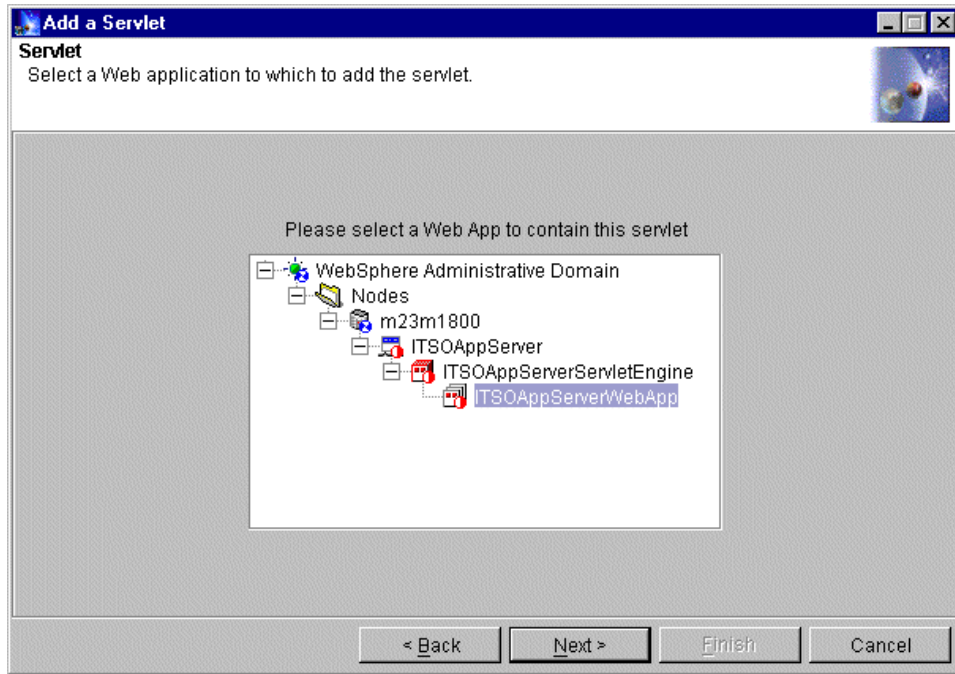 Add a Servlet
Servlet
Select a Web application to which to add the servlet.
Please select a Web App to contain this servlet
WebSphere Administrative Domain
Nodes
m23m1800
ITSOAppServer
ITSOAppServerServletEngine
ITSOAppServerWebApp
< Back Next > Finish Cancel